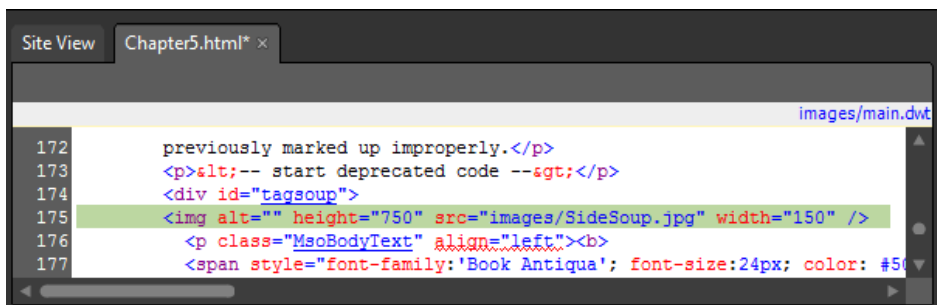 Site View Chapter5.html* ×
images/main.dwt
172 previously marked up improperly.</p>
173 <p>&lt;-- start deprecated code --&gt;</p>
174 <div id="tagsoup">
175 <img alt="" height="750" src="images/SideSoup.jpg" width="150" />
176 <p class="MsoBodyText" align="left"><b>
177 <span style="font-family:'Book Antiqua'; font-size:24px; color: